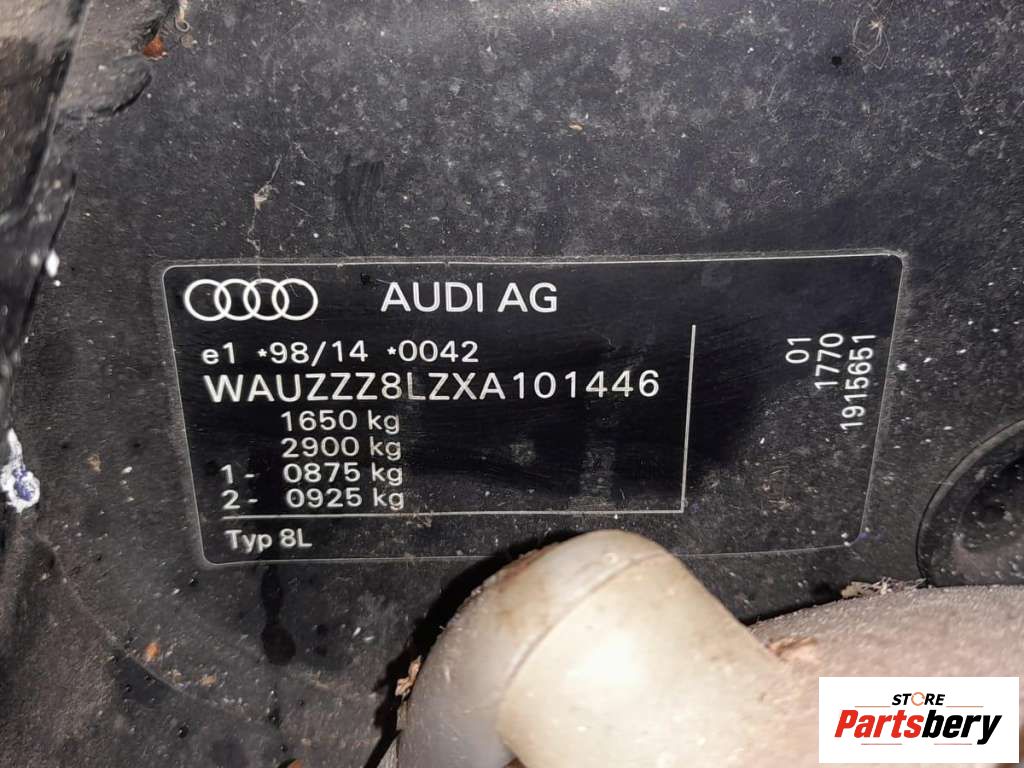 AUDI AG
e1 *98/14 *0042
WAUZZZ8LZXA101446
1650 kg
2900 kg
1- 0875 kg
2- 0925 kg
Typ 8L
01
1770
1915651
STORE
Partsbery